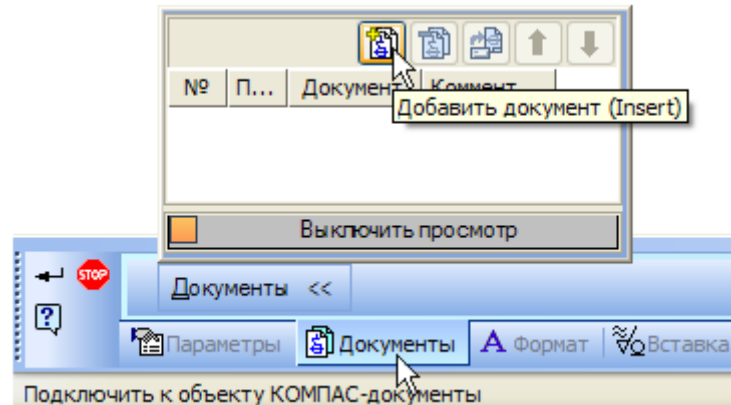 № П... Документ Коммент...
Добавить документ (Insert)
Выключить просмотр
STOP
Документы <<
?
Параметры Документы А Формат Вставка
Подключить к объекту КОМПАС-документы